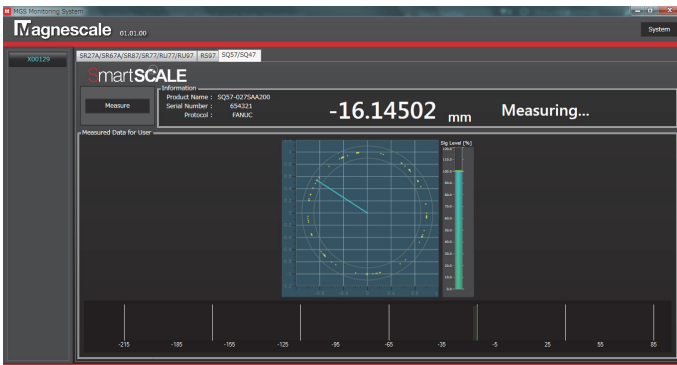 MGS Monitoring System
Magnescale 01.01.00
System
X00129
SR27A/SR67A/SR87/SR77/RU77/RU97 RS97 SQ57/SQ47
SmartSCALE
Measure
Information
Product Name : SQ57-027SAA200
Serial Number : 654321
Protocol : FANUC
-16.14502 mm
Measuring...
Measured Data for User
Sig Level [%]
-215 -185 -155 -125 -95 -65 -35 -5 25 55 85